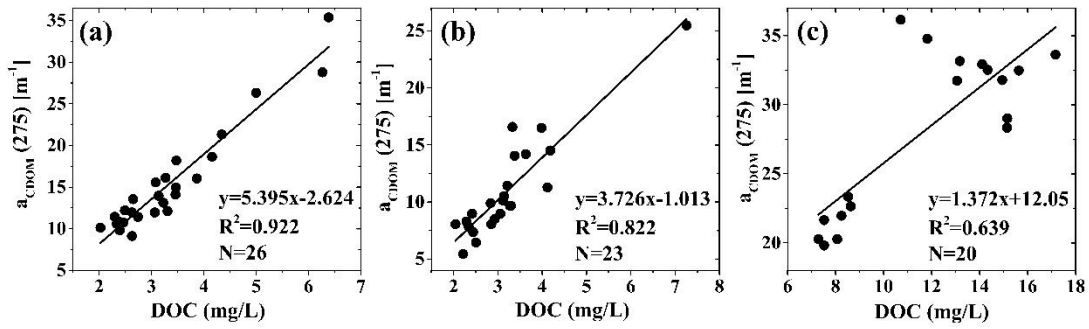 (a)
a_CDOM (275) [m⁻¹]
35
30
25
20
15
10
5
y=5.395x-2.624
R²=0.922
N=26
2 3 4 5 6 7
DOC (mg/L)
(b)
a_CDOM (275) [m⁻¹]
25
20
15
10
5
y=3.726x-1.013
R²=0.822
N=23
2 3 4 5 6 7 8
DOC (mg/L)
(c)
a_CDOM (275) [m⁻¹]
35
30
25
20
y=1.372x+12.05
R²=0.639
N=20
6 8 10 12 14 16 18
DOC (mg/L)